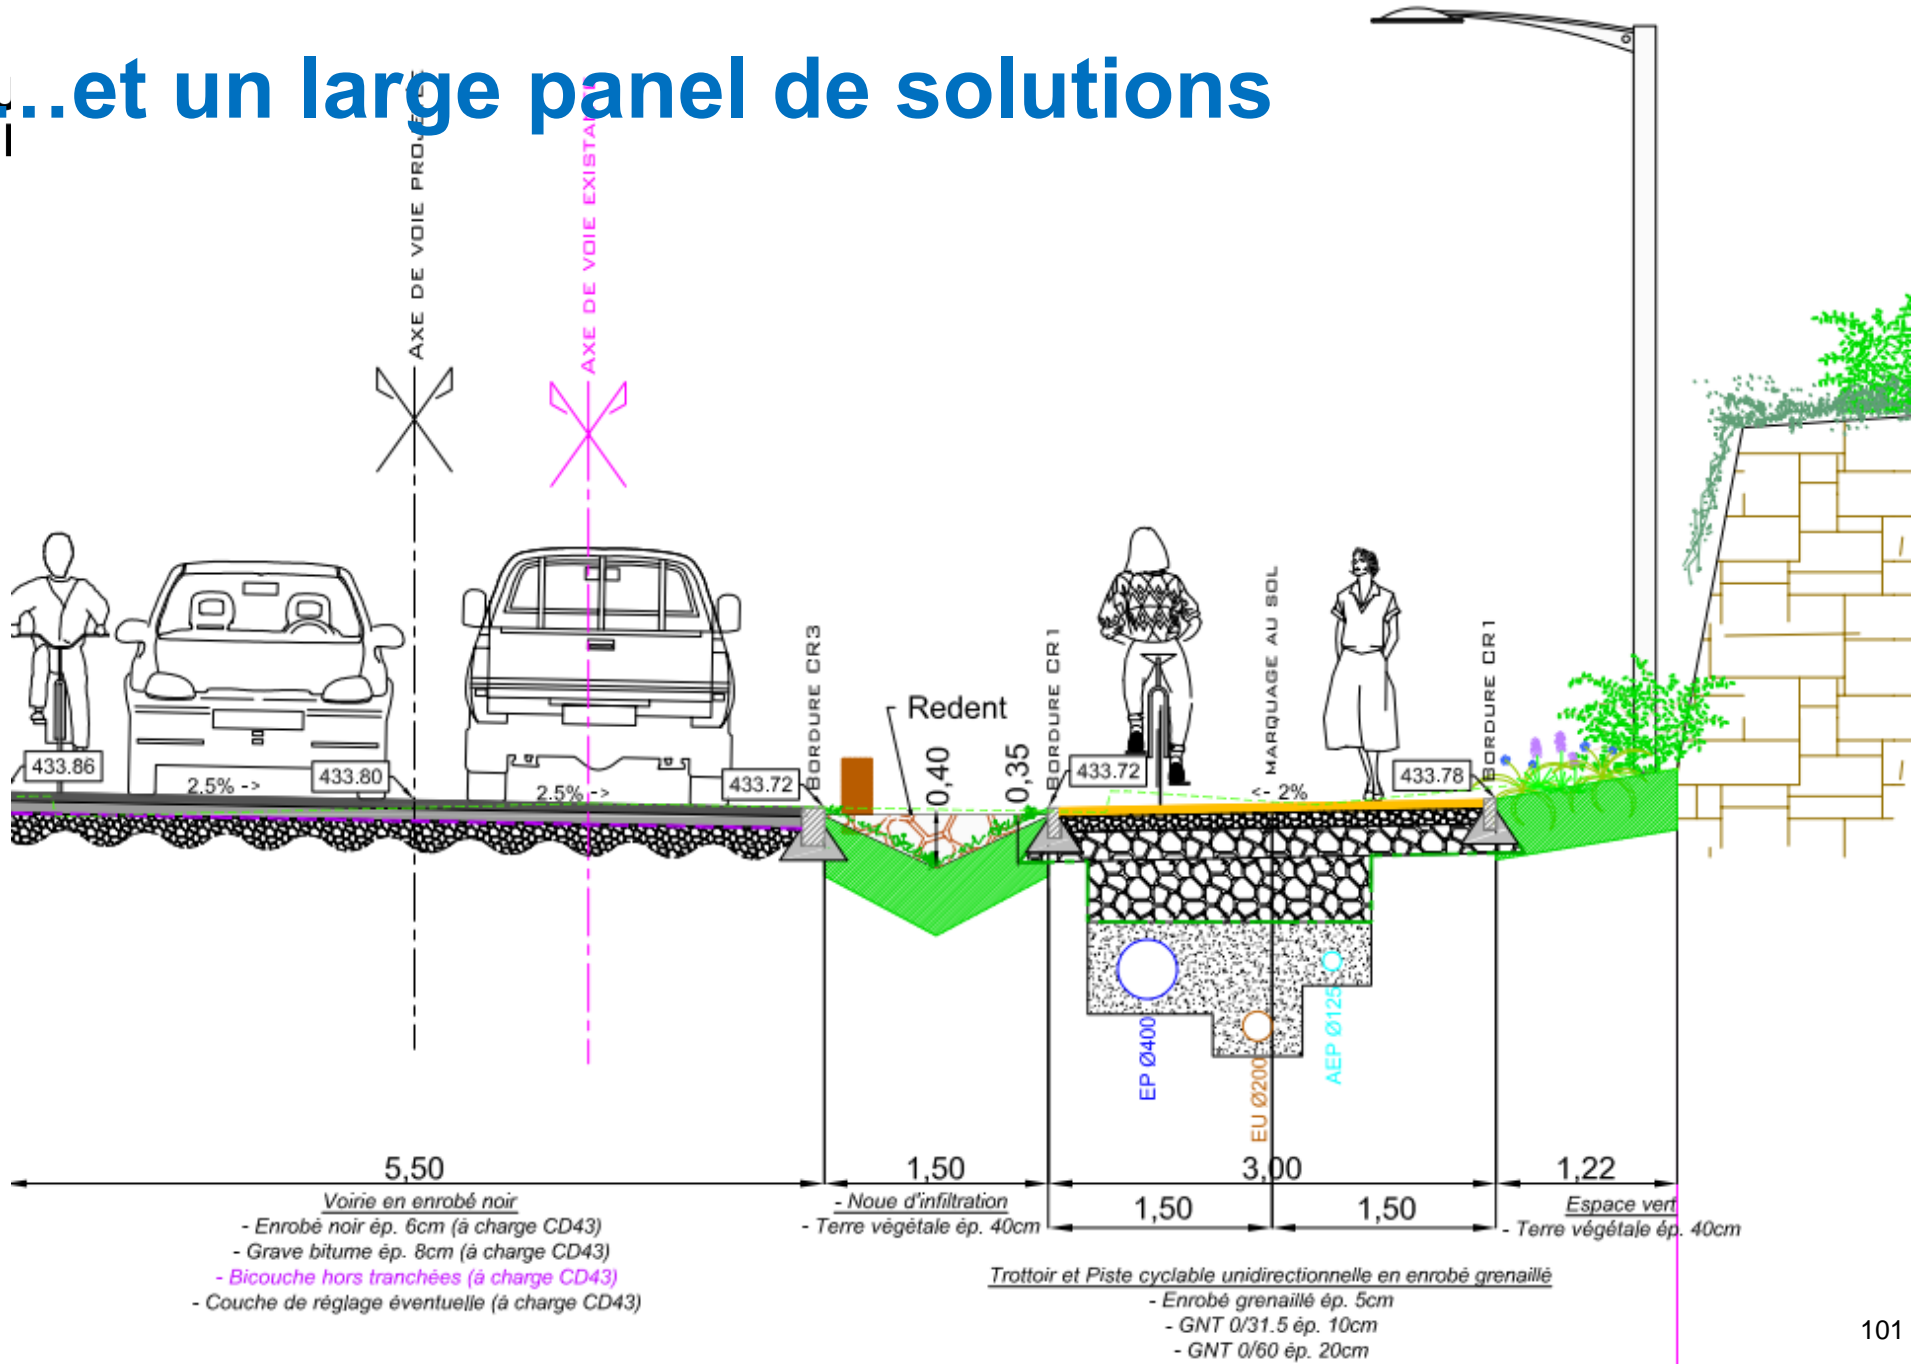 ...et un large panel de solutions
AXE DE VOIE
AXE DE VOIE
BORDURE CR3
Redent
0,40
0,35
BORDURE CR1
MARQUAGE AU SOL
BORDURE CR1
433.86
2.5% ->
433.80
2.5% ->
433.72
433.72
<- 2%
433.78
EP Ø400
EU Ø200
AEP Ø125
5,50
1,50
3,00
1,22
1,50
1,50
Voirie en enrobé noir
- Enrobé noir ép. 6cm (à charge CD43)
- Grave bitume ép. 8cm (à charge CD43)
- Bicouche hors tranchées (à charge CD43)
- Couche de réglage éventuelle (à charge CD43)
- Noue d'infiltration
- Terre végétale ép. 40cm
Espace vert
- Terre végétale ép. 40cm
Trottoir et Piste cyclable unidirectionnelle en enrobé grenaillé
- Enrobé grenaillé ép. 5cm
- GNT 0/31.5 ép. 10cm
- GNT 0/60 ép. 20cm
101